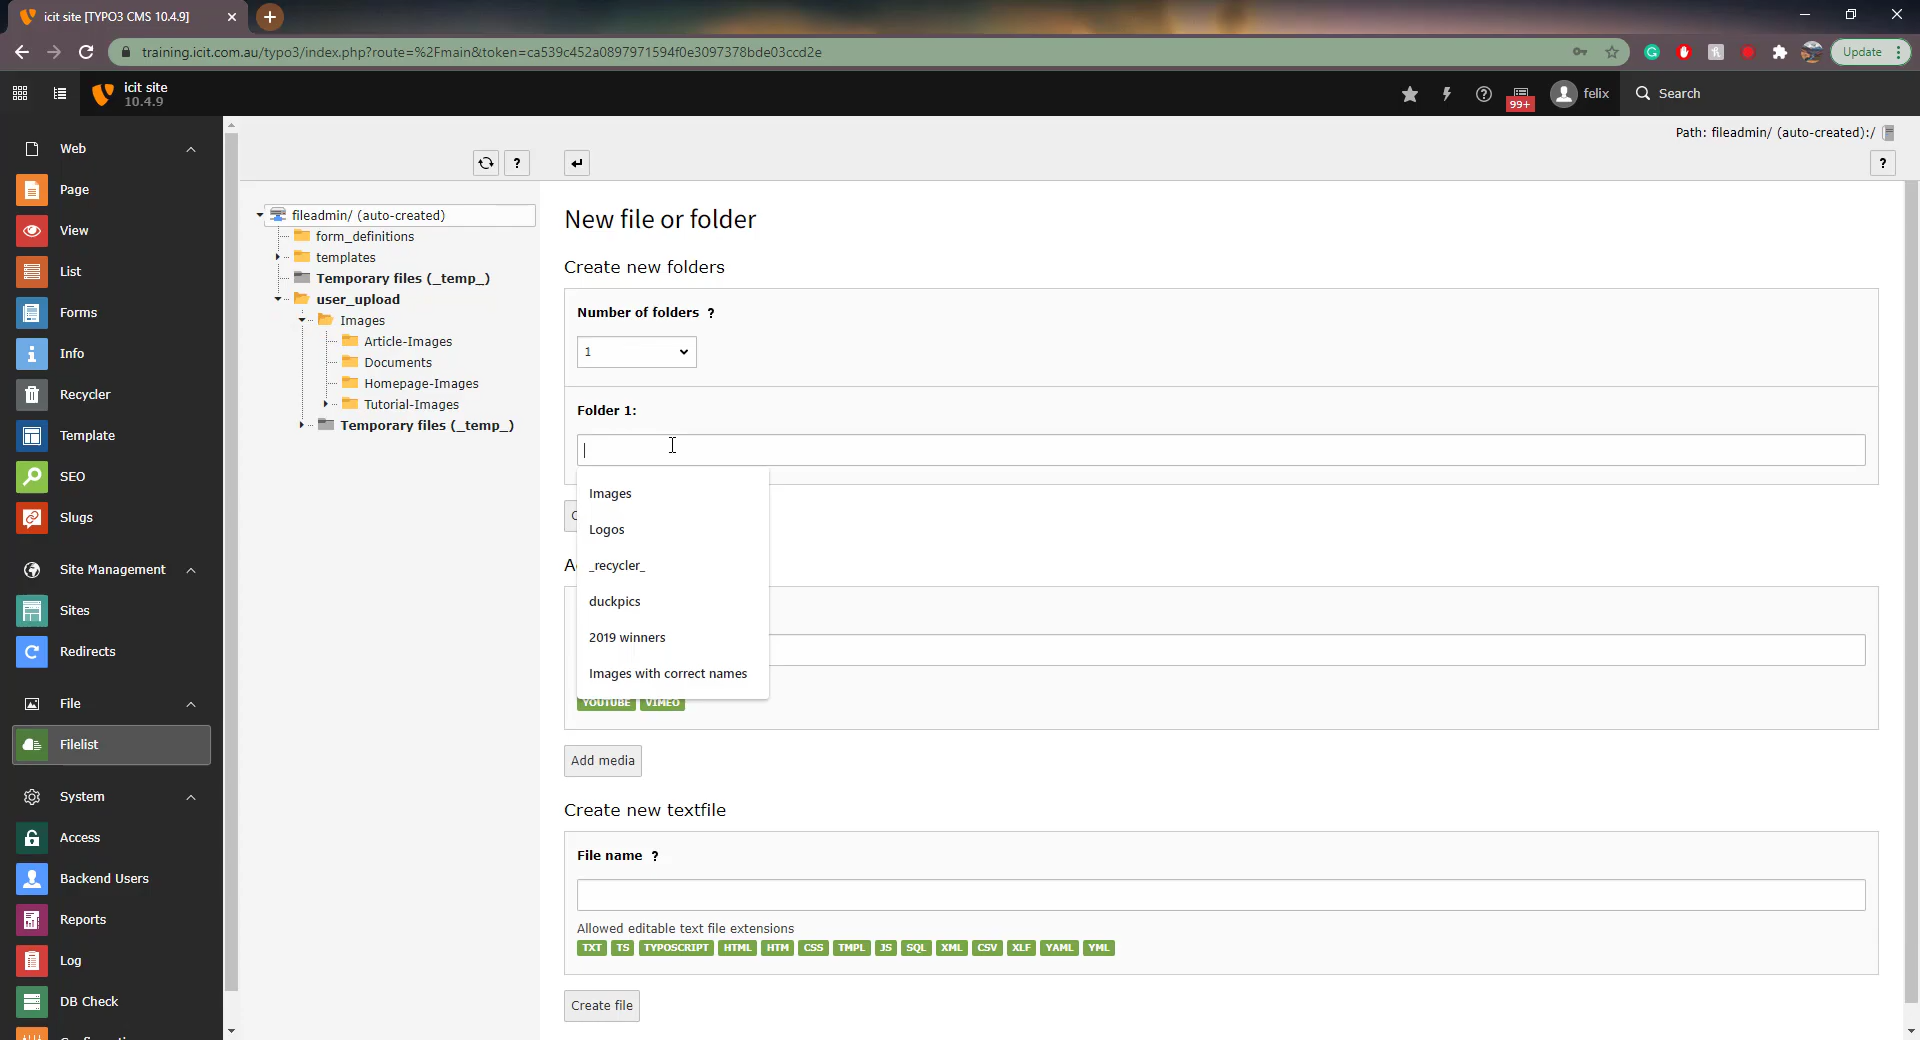 icit site [TYPO3 CMS 10.4.9]
training.icit.com.au/typo3/index.php?route=%2Fmain&token=ca539c452a0897971594f0e3097378bde03ccd2e
Update
icit site
10.4.9
99+
felix
Search
Path: fileadmin/ (auto-created):/
Web
Page
View
List
Forms
Info
Recycler
Template
SEO
Slugs
Site Management
Sites
Redirects
File
Filelist
System
Access
Backend Users
Reports
Log
DB Check
?
?
fileadmin/ (auto-created)
form_definitions
templates
Temporary files (_temp_)
user_upload
Images
Article-Images
Documents
Homepage-Images
Tutorial-Images
Temporary files (_temp_)
New file or folder
Create new folders
Number of folders ?
1
Folder 1:
Images
Logos
_recycler_
duckpics
2019 winners
Images with correct names
YOUTUBE VIMEO
Add media
Create new textfile
File name ?
Allowed editable text file extensions
TXT TS TYPOSCRIPT HTML HTM CSS TMPL JS SQL XML CSV XLF YAML YML
Create file